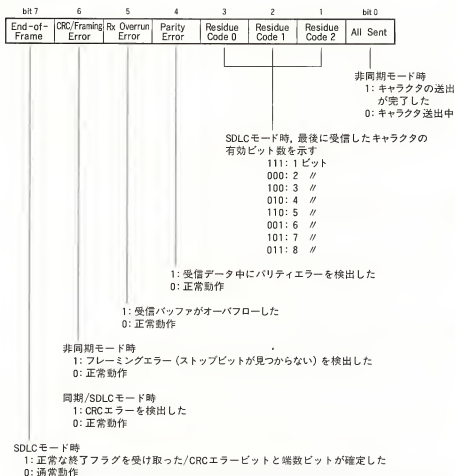 bit 7 6 5 4 3 2 1 bit 0
End-of-Frame CRC/Framing Error Rx Overrun Error Parity Error Residue Code 0 Residue Code 1 Residue Code 2 All Sent
非同期モード時
1: キャラクタの送出
が完了した
0: キャラクタ送出中
SDLCモード時, 最後に受信したキャラクタの
有効ビット数を示す
111: 1 ビット
000: 2 〃
100: 3 〃
010: 4 〃
110: 5 〃
001: 6 〃
101: 7 〃
011: 8 〃
1: 受信データ中にパリティエラーを検出した
0: 正常動作
1: 受信バッファがオーバフローした
0: 正常動作
非同期モード時
1: フレーミングエラー (ストップビットが見つからない) を検出した
0: 正常動作
同期/SDLCモード時
1: CRCエラーを検出した
0: 正常動作
SDLCモード時
1: 正常な終了フラグを受け取った/CRCエラービットと端数ビットが確定した
0: 通常動作